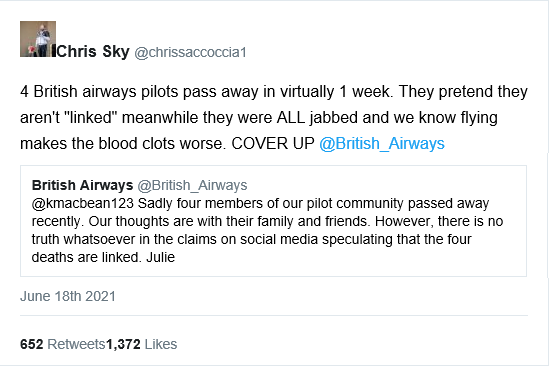 Chris Sky @chrissaccoccia1
4 British airways pilots pass away in virtually 1 week. They pretend they
aren't "linked" meanwhile they were ALL jabbed and we know flying
makes the blood clots worse. COVER UP @British_Airways
British Airways @British_Airways
@kmacbean123 Sadly four members of our pilot community passed away
recently. Our thoughts are with their family and friends. However, there is no
truth whatsoever in the claims on social media speculating that the four
deaths are linked. Julie
June 18th 2021
652 Retweets1,372 Likes